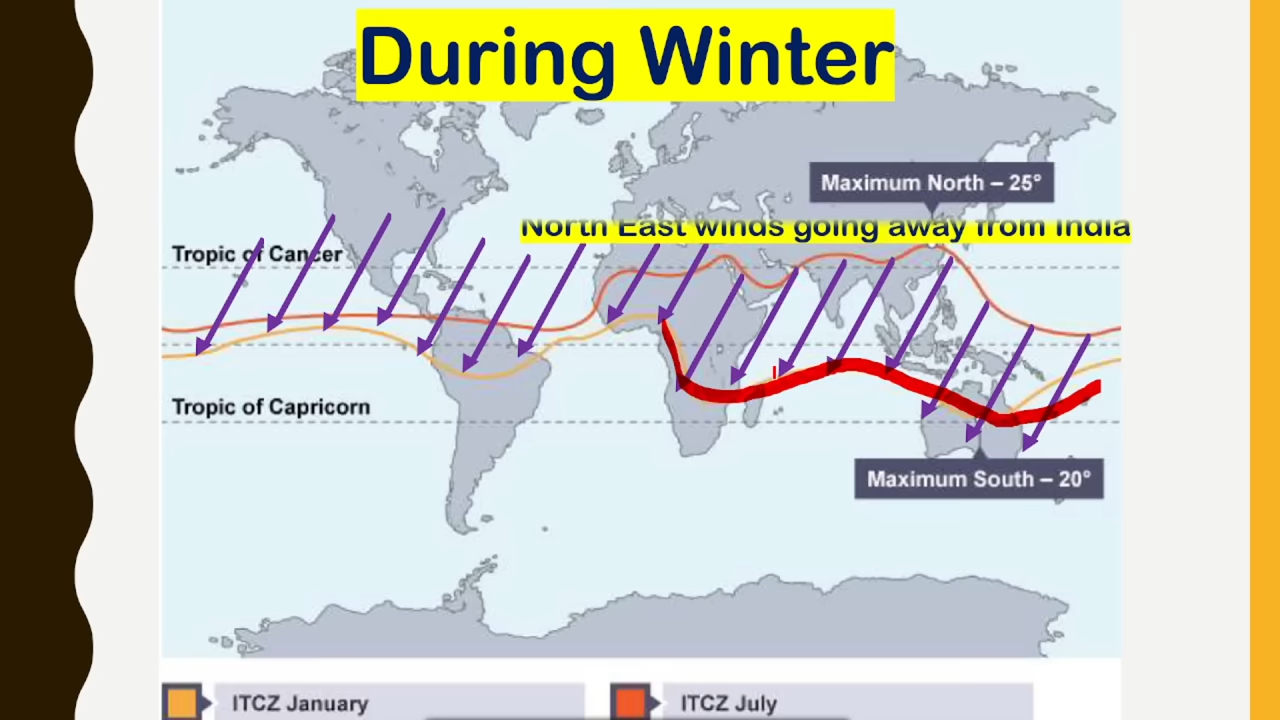 During Winter
Maximum North – 25°
North East winds going away from India
Tropic of Cancer
Tropic of Capricorn
Maximum South – 20°
ITCZ January
ITCZ July